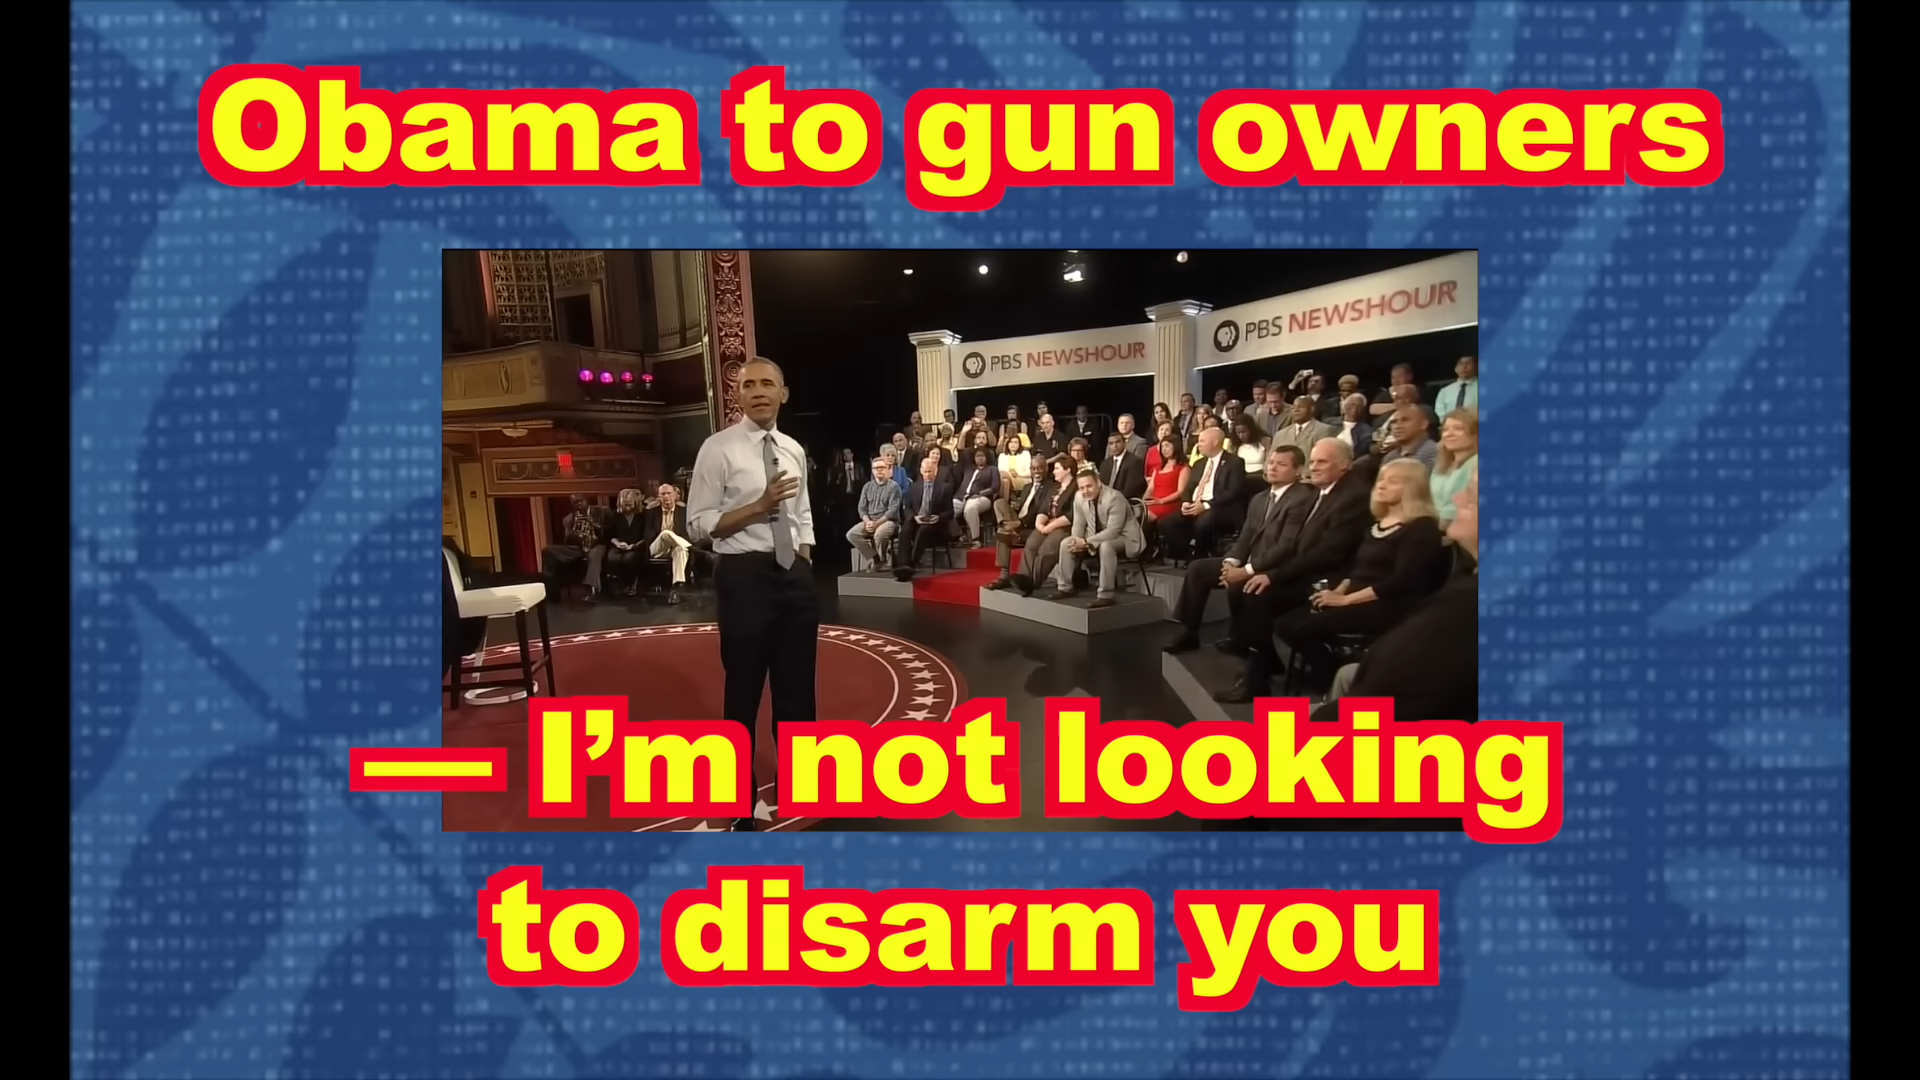 Obama to gun owners
PBS NEWSHOUR
PBS NEWSHOUR
— I’m not looking
to disarm you